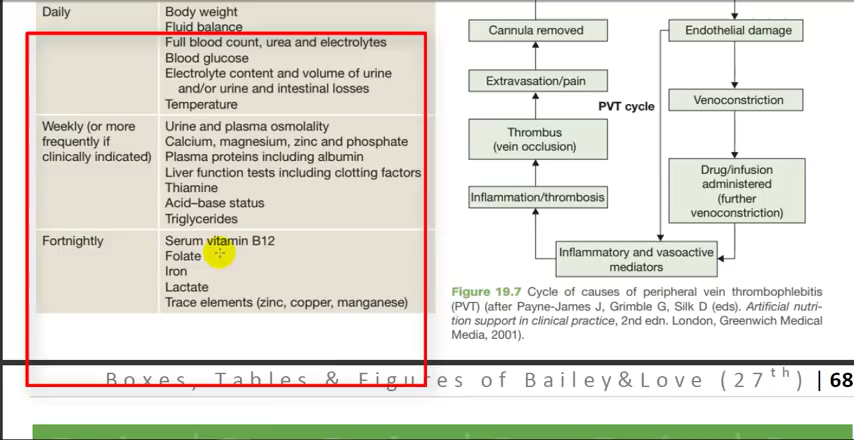 Daily
Body weight
Fluid balance
Full blood count, urea and electrolytes
Blood glucose
Electrolyte content and volume of urine
and/or urine and intestinal losses
Temperature
Weekly (or more
frequently if
clinically indicated)
Urine and plasma osmolality
Calcium, magnesium, zinc and phosphate
Plasma proteins including albumin
Liver function tests including clotting factors
Thiamine
Acid–base status
Triglycerides
Fortnightly
Serum vitamin B12
Folate
Iron
Lactate
Trace elements (zinc, copper, manganese)
Cannula removed
Extravasation/pain
Thrombus
(vein occlusion)
Inflammation/thrombosis
PVT cycle
Endothelial damage
Venoconstriction
Drug/infusion
administered
(further
venoconstriction)
Inflammatory and vasoactive
mediators
Figure 19.7 Cycle of causes of peripheral vein thrombophlebitis
(PVT) (after Payne-James J, Grimble G, Silk D (eds). Artificial nutri-
tion support in clinical practice, 2nd edn. London, Greenwich Medical
Media, 2001).
Boxes, Tables & Figures of Bailey&Love (27th) | 68